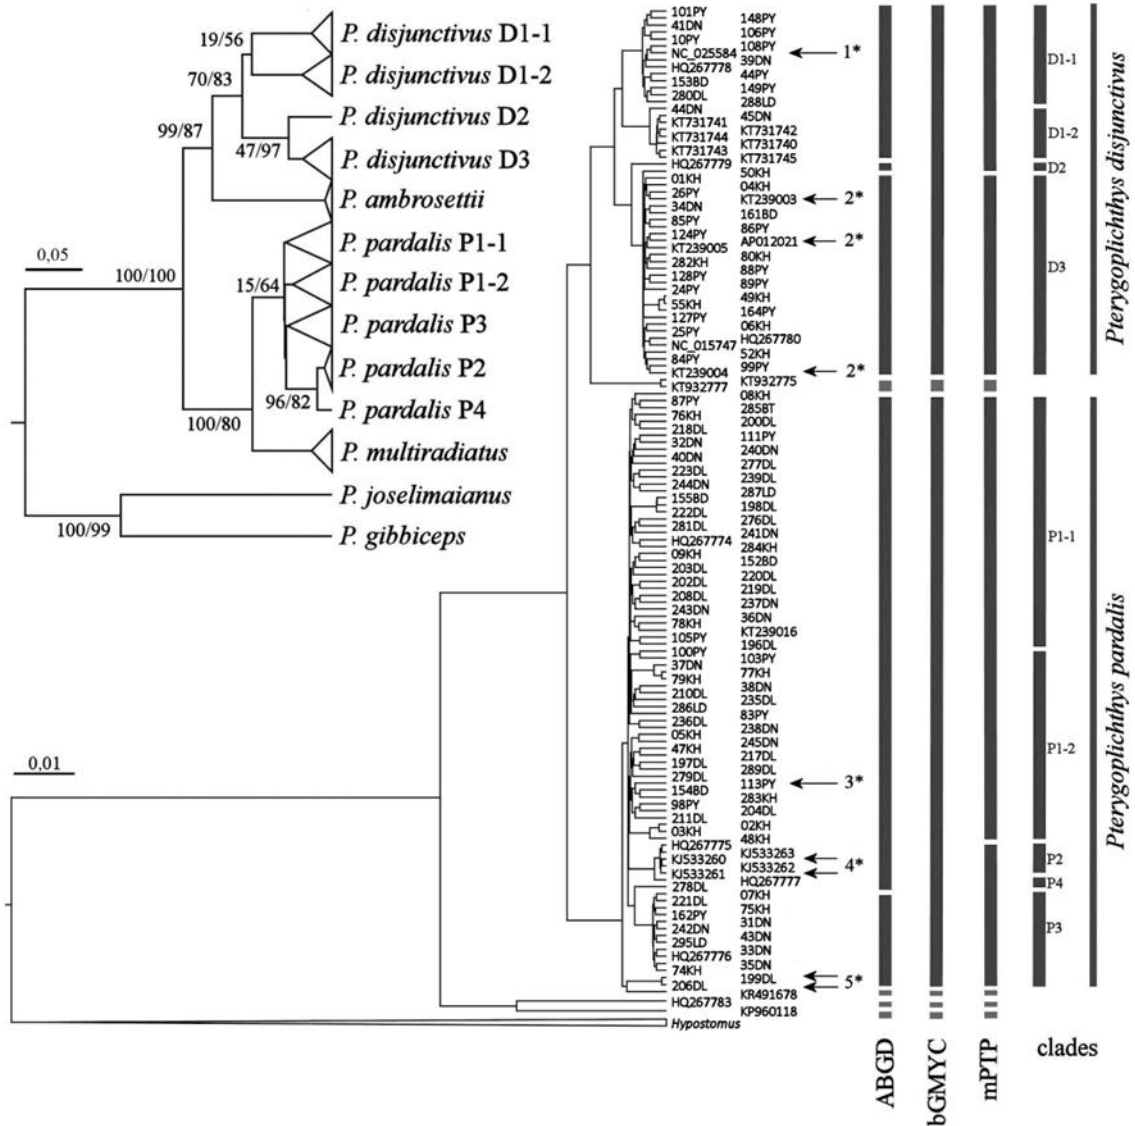 19/56
P. disjunctivus D1-1
70/83
P. disjunctivus D1-2
99/87
P. disjunctivus D2
47/97
P. disjunctivus D3
P. ambrosettii
0,05
P. pardalis P1-1
100/100
15/64
P. pardalis P1-2
P. pardalis P3
P. pardalis P2
96/82
P. pardalis P4
100/80
P. multiradiatus
P. joselimaianus
100/99
P. gibbiceps
0,01
101PY
148PY
41DN
106PY
10PY
108PY
NC_025584
39DN
HQ267778
44PY
153BD
149PY
280DL
288LD
44DN
45DN
KT731741
KT731742
KT731744
KT731740
KT731743
KT731745
HQ267779
50KH
01KH
04KH
26PY
KT239003
34DN
161BD
85PY
86PY
124PY
AP012021
KT239005
80KH
282KH
88PY
128PY
89PY
24PY
49KH
55KH
164PY
127PY
06KH
25PY
HQ267780
NC_015747
52KH
84PY
99PY
KT239004
KT932775
KT932777
08KH
87PY
285BT
76KH
200DL
218DL
111PY
32DN
240DN
40DN
277DL
223DL
239DL
244DN
287LD
155BD
198DL
222DL
276DL
281DL
241DN
HQ267774
284KH
09KH
152BD
203DL
220DL
202DL
219DL
208DL
237DN
243DN
36DN
78KH
KT239016
105PY
196DL
100PY
103PY
37DN
77KH
79KH
38DN
210DL
235DL
286LD
83PY
236DL
238DN
05KH
245DN
47KH
217DL
197DL
289DL
279DL
113PY
154BD
283KH
98PY
204DL
211DL
02KH
03KH
48KH
HQ267775
KJ533263
KJ533260
KJ533262
KJ533261
HQ267777
278DL
07KH
221DL
75KH
162PY
31DN
242DN
43DN
295LD
33DN
HQ267776
35DN
74KH
199DL
206DL
KR491678
HQ267783
KP960118
Hypostomus
1*
2*
2*
2*
3*
4*
5*
D1-1
D1-2
D2
D3
P1-1
P1-2
P2
P4
P3
Pterygoplichthys disjunctivus
Pterygoplichthys pardalis
ABGD
bGMYC
mPTP
clades